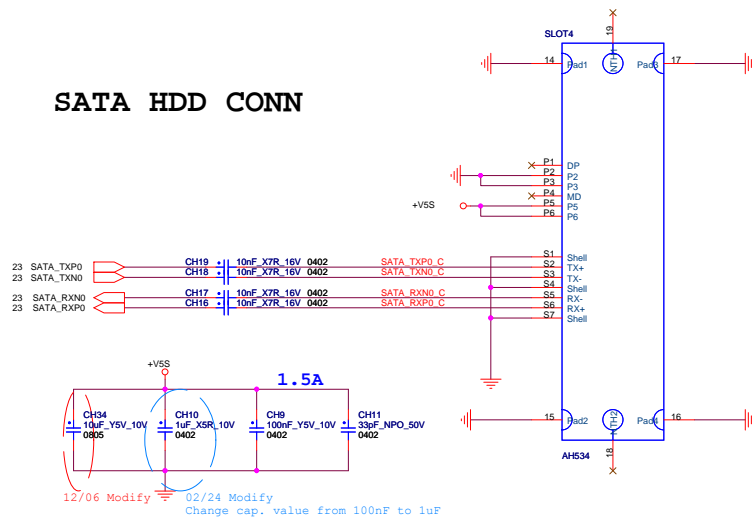 SLOT4
19
14 Pad1 NTH1 Pad3 17
SATA HDD CONN
P1 DP
P2 P2
P3 P3
P4 MD
+V5S P5 P5
P6 P6
S1 Shell
23 SATA_TXP0 CH19 10nF_X7R_16V 0402 SATA_TXP0_C S2 TX+
23 SATA_TXN0 CH18 10nF_X7R_16V 0402 SATA_TXN0_C S3 TX-
S4 Shell
23 SATA_RXN0 CH17 10nF_X7R_16V 0402 SATA_RXN0_C S5 RX-
23 SATA_RXP0 CH16 10nF_X7R_16V 0402 SATA_RXP0_C S6 RX+
S7 Shell
+V5S
1.5A
CH34 CH10 CH9 CH11
10uF_Y5V_10V 1uF_X5R_10V 100nF_Y5V_10V 33pF_NPO_50V
0805 0402 0402 0402
15 Pad2 NTH2 Pad4 16
18
AH534
12/06 Modify 02/24 Modify
Change cap. value from 100nF to 1uF